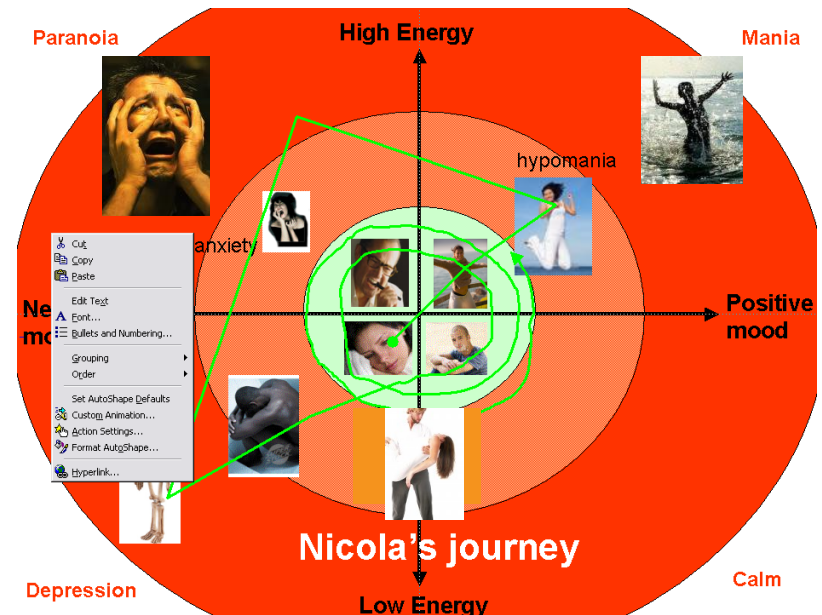 Paranoia
High Energy
Mania
hypomania
anxiety
Cut
Copy
Paste
Edit Text
Font...
Bullets and Numbering...
Grouping
Order
Set AutoShape Defaults
Custom Animation...
Action Settings...
Format AutoShape...
Hyperlink...
Positive
mood
Nicola's journey
Depression
Low Energy
Calm